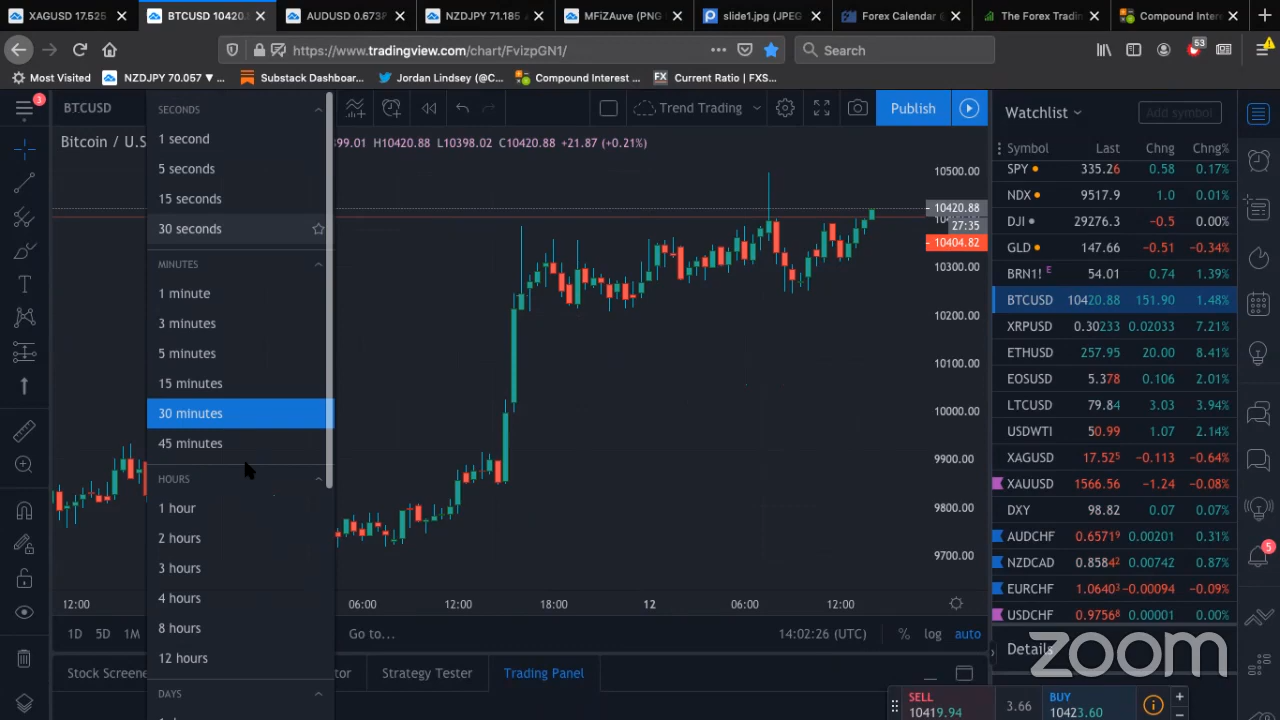 XAGUSD 17.525
BTCUSD 10420.8
AUDUSD 0.673
NZDJPY 71.185
MFiZAuve (PNG
slide1.jpg (JPEG
Forex Calendar
The Forex Tradin
Compound Inter
https://www.tradingview.com/chart/FvizpGN1/
Search
53
Most Visited
NZDJPY 70.057 ▼ ...
Substack Dashboar...
Jordan Lindsey (@C...
Compound Interest ...
FX
Current Ratio | FXS...
3
BTCUSD
Trend Trading
Publish
Bitcoin / U.S
399.01 H10420.88 L10398.02 C10420.88 +21.87 (+0.21%)
SECONDS
1 second
5 seconds
15 seconds
30 seconds
MINUTES
1 minute
3 minutes
5 minutes
15 minutes
30 minutes
45 minutes
HOURS
1 hour
2 hours
3 hours
4 hours
8 hours
12 hours
DAYS
10500.00
10420.88
27:35
10404.82
10300.00
10200.00
10100.00
10000.00
9900.00
9800.00
9700.00
12:00
06:00
12:00
18:00
12
06:00
12:00
1D 5D 1M
Go to...
14:02:26 (UTC)
% log auto
Stock Screene
tor
Strategy Tester
Trading Panel
Watchlist
Add symbol
Symbol Last Chng Chng%
SPY 335.26 0.58 0.17%
NDX 9517.9 1.0 0.01%
DJI 29276.3 -0.5 0.00%
GLD 147.66 -0.51 -0.34%
BRN1! E 54.01 0.74 1.39%
BTCUSD 10420.88 151.90 1.48%
XRPUSD 0.30233 0.02033 7.21%
ETHUSD 257.95 20.00 8.41%
EOSUSD 5.378 0.106 2.01%
LTCUSD 79.84 3.03 3.94%
USDWTI 50.99 1.07 2.14%
XAGUSD 17.525 -0.113 -0.64%
XAUUSD 1566.56 -1.24 -0.08%
DXY 98.82 0.07 0.07%
AUDCHF 0.65719 0.00201 0.31%
NZDCAD 0.85842 0.00742 0.87%
EURCHF 1.06403 -0.00094 -0.09%
USDCHF 0.97568 0.00001 0.00%
5
Details
zoom
SELL
10419.94
3.66
BUY
10423.60